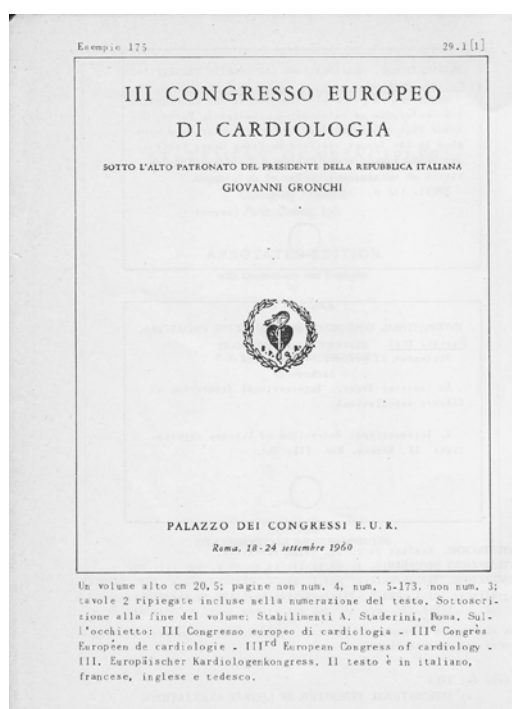 Esempio 175 29.1[1]
III CONGRESSO EUROPEO
DI CARDIOLOGIA
SOTTO L'ALTO PATRONATO DEL PRESIDENTE DELLA REPUBBLICA ITALIANA
GIOVANNI GRONCHI
PALAZZO DEI CONGRESSI E.U.R.
Roma, 18-24 settembre 1960
Un volume alto cm 20,5; pagine non num. 4, num. 5-173, non num. 3;
tavole 2 ripiegate incluse nella numerazione del testo. Sottoscri-
zione alla fine del volume: Stabilimenti A. Staderini, Roma. Sul-
l'occhietto: III Congresso europeo di cardiologia - IIIe Congrès
Européen de cardiologie - IIIrd European Congress of cardiology -
III. Europäischer Kardiologenkongress. Il testo è in italiano,
francese, inglese e tedesco.